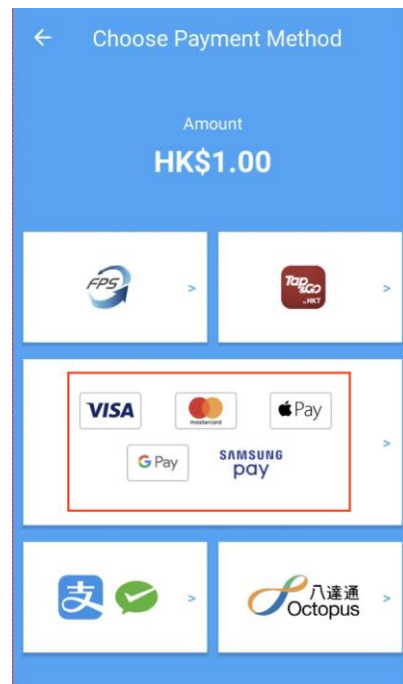 ← Choose Payment Method
Amount
HK$1.00
FPS >
Tap&Go
HKT
>
VISA
mastercard
Pay
G Pay
SAMSUNG
pay
>
支 >
八達通
Octopus
>